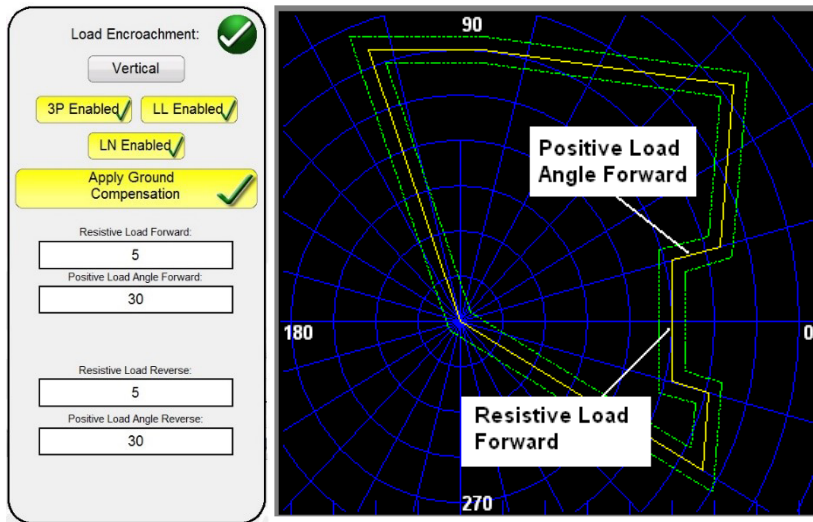 Load Encroachment:
Vertical
3P Enabled
LL Enabled
LN Enabled
Apply Ground
Compensation
Resistive Load Forward:
5
Positive Load Angle Forward:
30
Resistive Load Reverse:
5
Positive Load Angle Reverse:
30
90
Positive Load
Angle Forward
180
0
Resistive Load
Forward
270